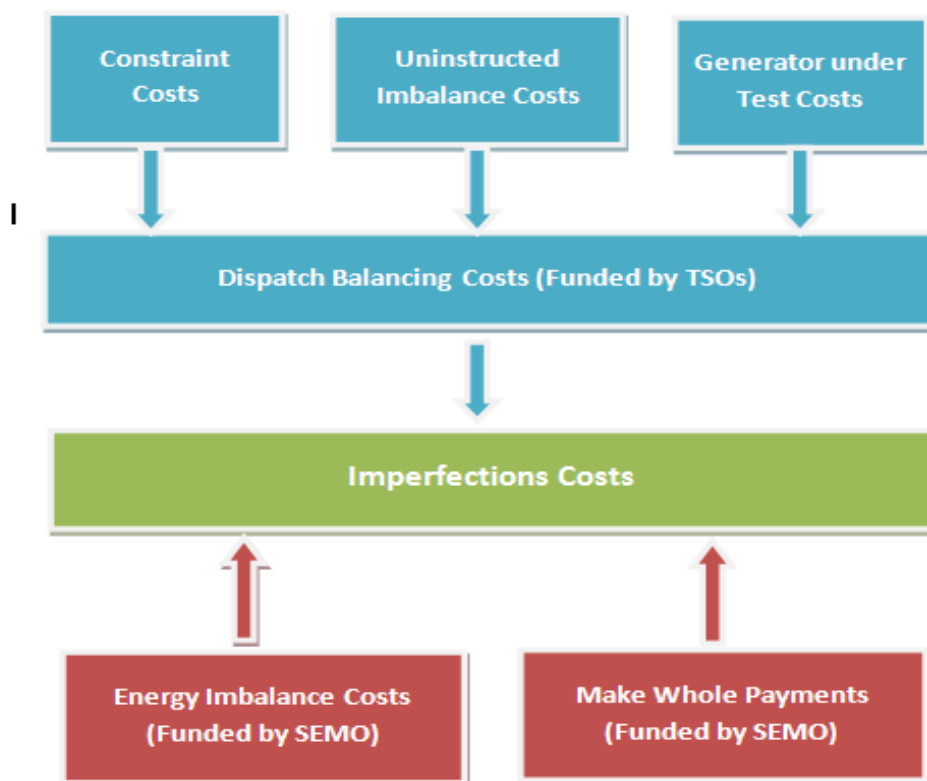 Constraint
Costs
Uninstructed
Imbalance Costs
Generator under
Test Costs
I
Dispatch Balancing Costs (Funded by TSOs)
Imperfections Costs
Energy Imbalance Costs
(Funded by SEMO)
Make Whole Payments
(Funded by SEMO)